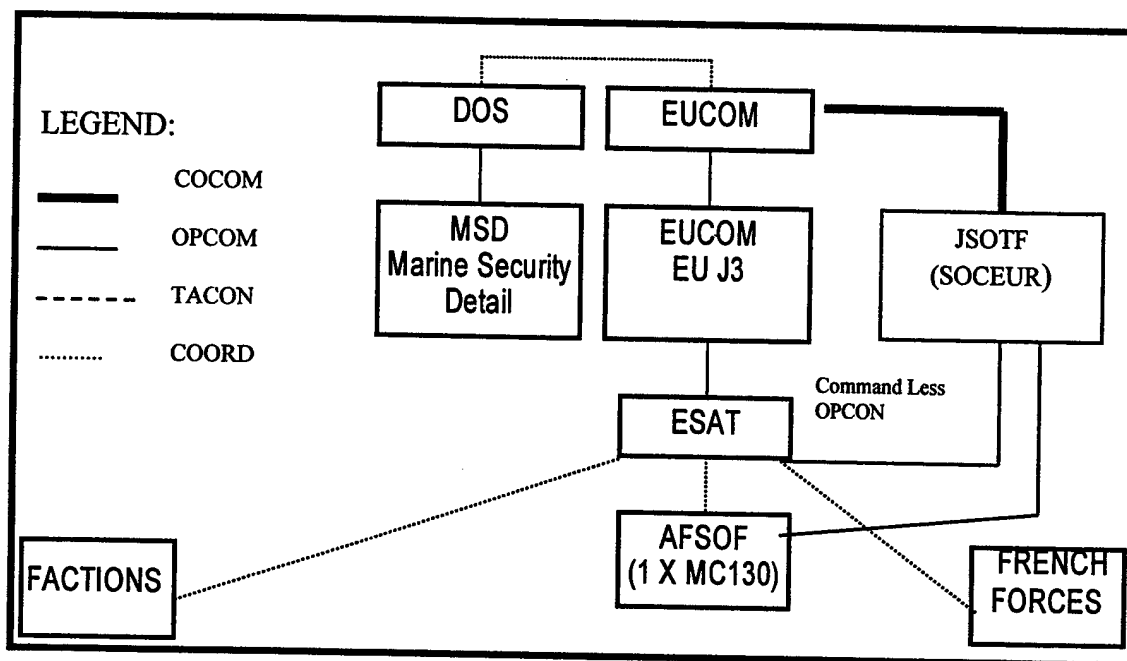 LEGEND:
COCOM
OPCOM
TACON
COORD
DOS
EUCOM
MSD
Marine Security
Detail
EUCOM
EU J3
JSOTF
(SOCEUR)
Command Less
OPCON
ESAT
AFSOF
(1 X MC130)
FACTIONS
FRENCH
FORCES